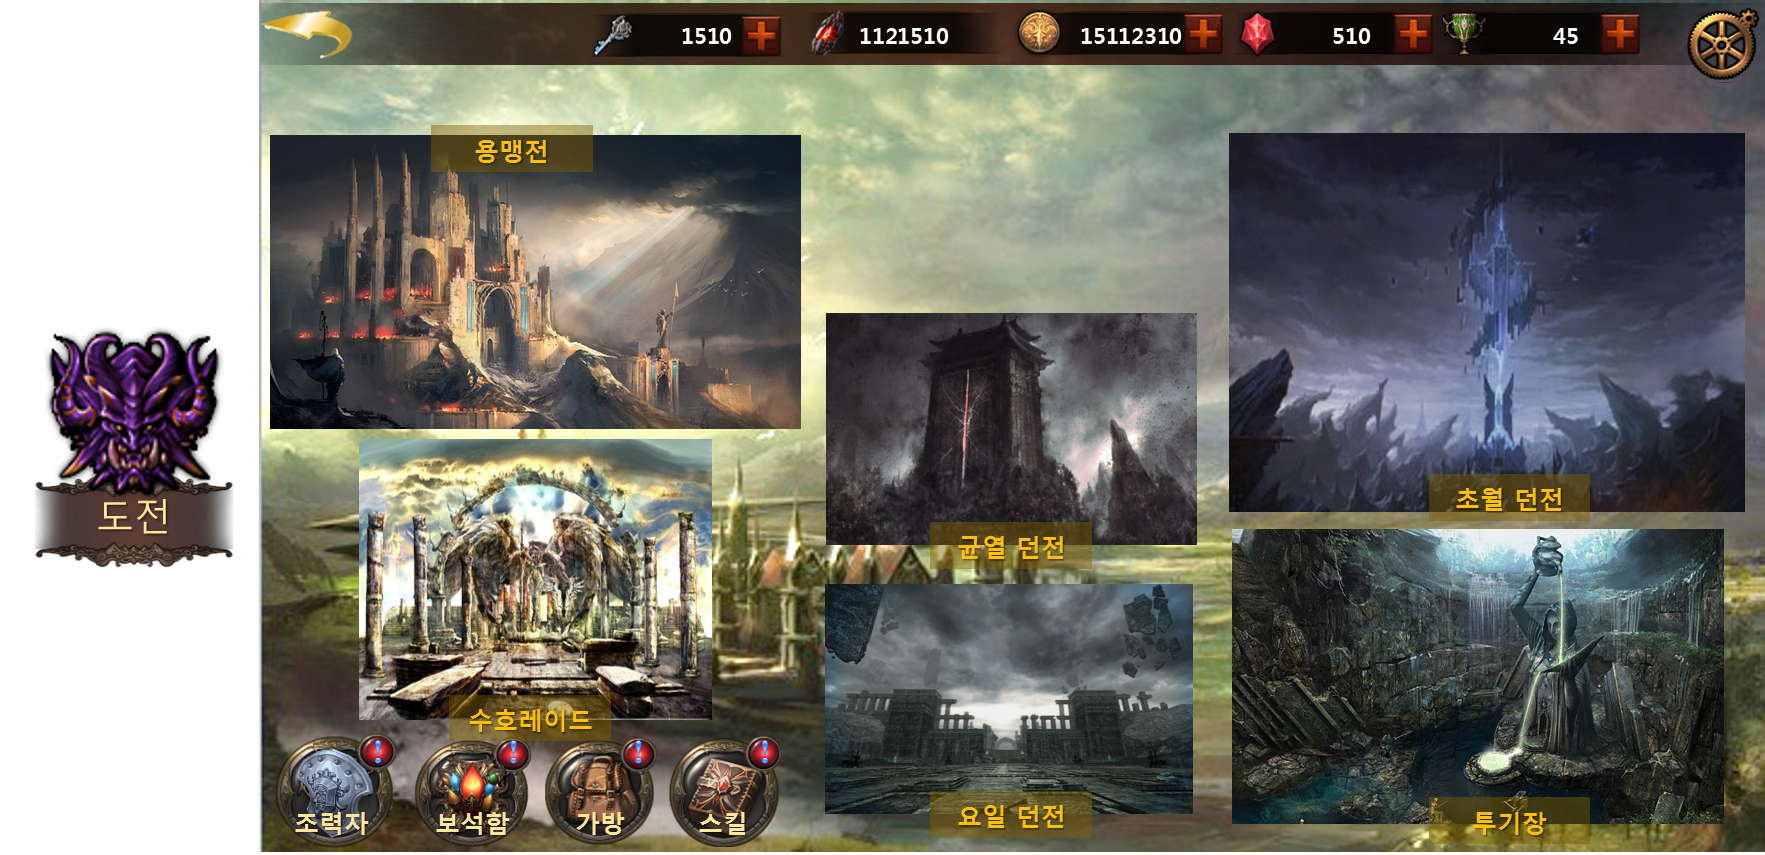 1510
1121510
15112310
510
45
용맹전
도전
균열 던전
초월 던전
수호레이드
요일 던전
투기장
조력자
보석함
가방
스킬